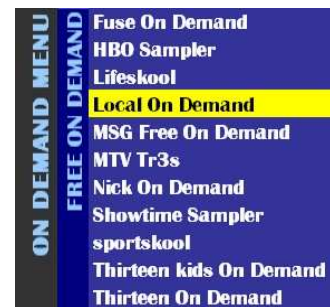 ON DEMAND MENU
FREE ON DEMAND
Fuse On Demand
HBO Sampler
Lifeskool
Local On Demand
MSG Free On Demand
MTV Tr3s
Nick On Demand
Showtime Sampler
sportskool
Thirteen kids On Demand
Thirteen On Demand